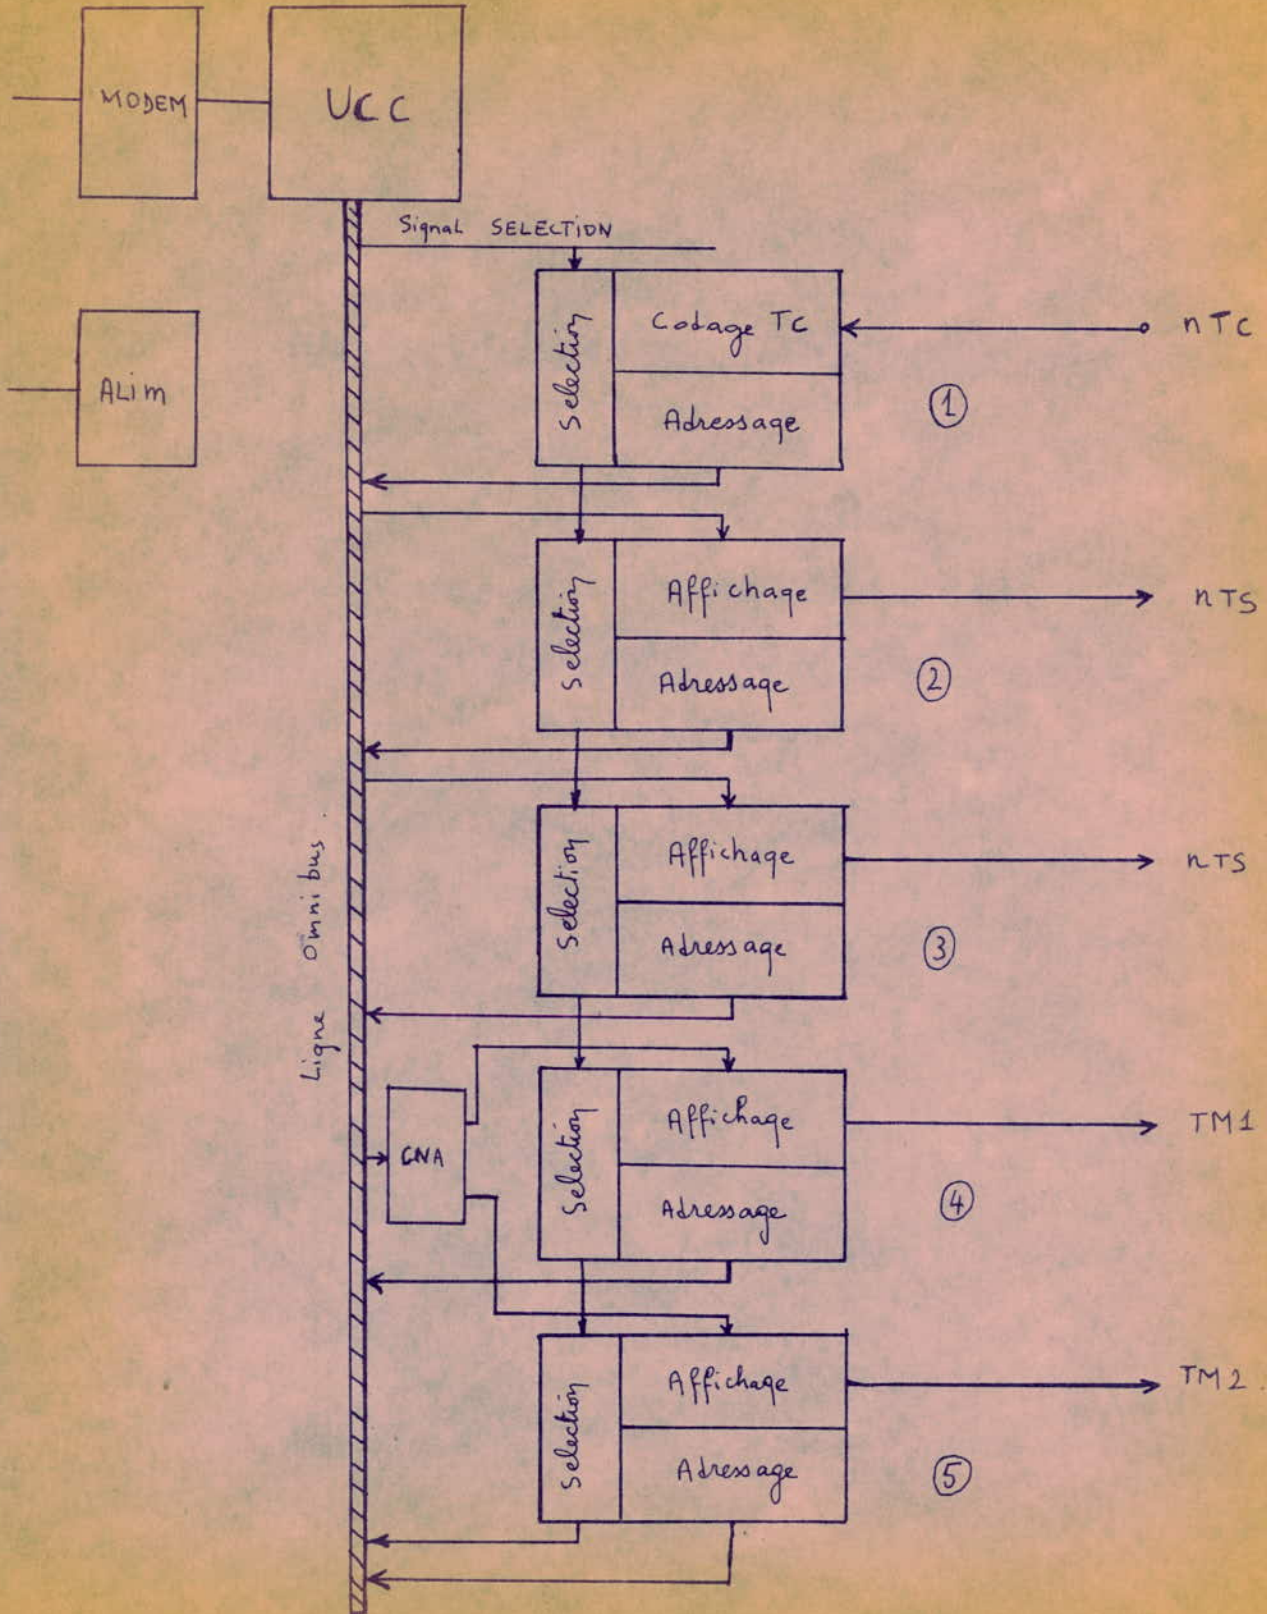 MODEM
UCC
Signal SELECTION
ALim
Selection
Codage TC
Adressage
nTC
①
Selection
Affichage
Adressage
nTS
②
Selection
Affichage
Adressage
nTS
③
Ligne Omnibus.
CNA
Selection
Affichage
Adressage
TM1
④
Selection
Affichage
Adressage
TM2.
⑤